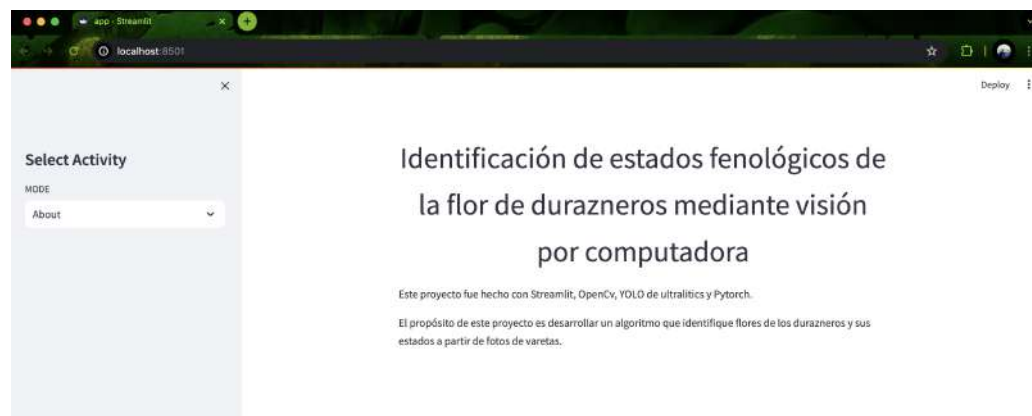 app · Streamlit
localhost:8501
Deploy
Select Activity
MODE
About
Identificación de estados fenológicos de
la flor de durazneros mediante visión
por computadora
Este proyecto fue hecho con Streamlit, OpenCv, YOLO de ultralitics y Pytorch.
El propósito de este proyecto es desarrollar un algoritmo que identifique flores de los durazneros y sus
estados a partir de fotos de varetas.